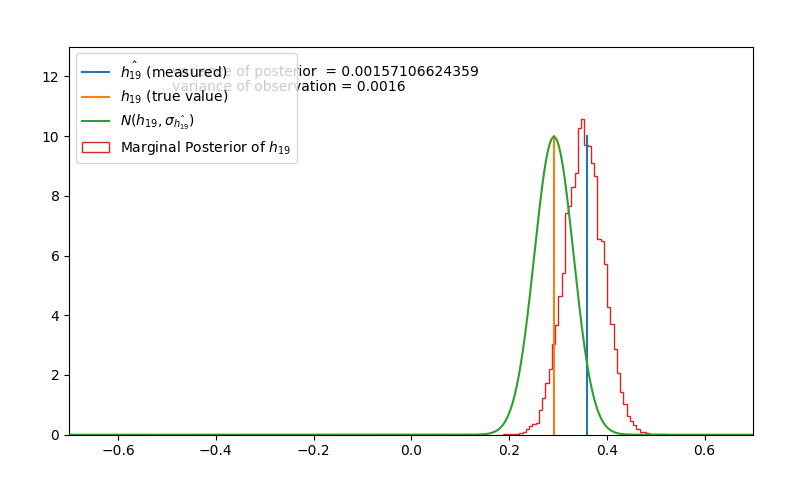 ĥ₁₉ (measured)
variance of posterior = 0.00157106624359
variance of observation = 0.0016
h₁₉ (true value)
N(h₁₉, σ_ĥ₁₉)
Marginal Posterior of h₁₉
12
10
8
6
4
2
0
−0.6 −0.4 −0.2 0.0 0.2 0.4 0.6